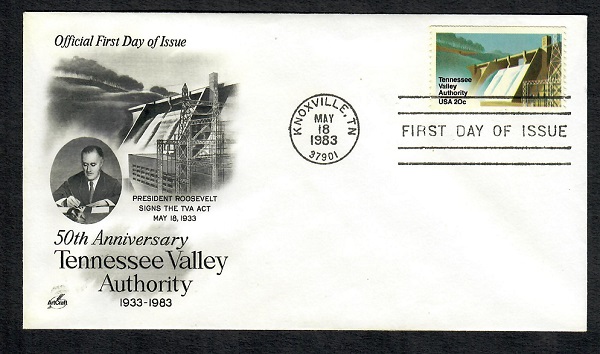 Official First Day of Issue
PRESIDENT ROOSEVELT
SIGNS THE TVA ACT
MAY 18, 1933
50th Anniversary
Tennessee Valley
Authority
1933-1983
ArtCraft
KNOXVILLE, TN
MAY
18
1983
37901
Tennessee
Valley
Authority
USA 20c
FIRST DAY OF ISSUE